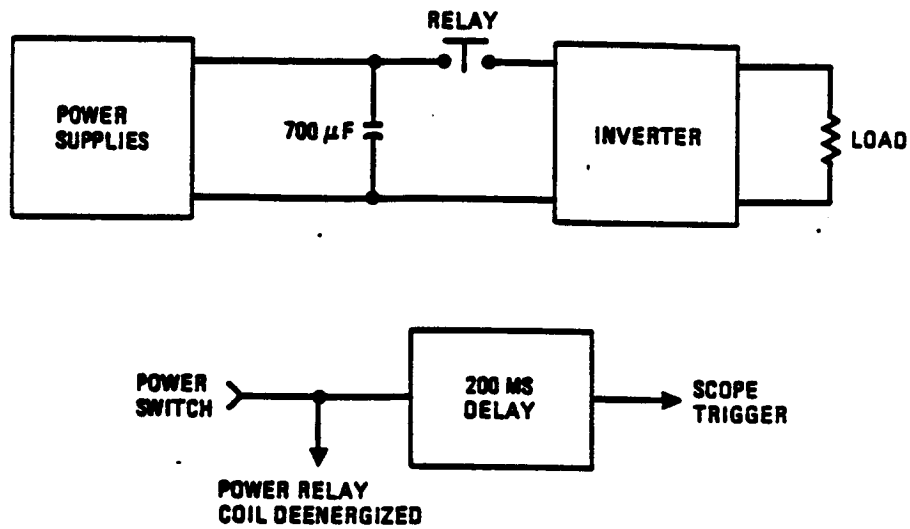 RELAY
POWER
SUPPLIES
700 µF
INVERTER
LOAD
POWER
SWITCH
200 MS
DELAY
SCOPE
TRIGGER
POWER RELAY
COIL DEENERGIZED